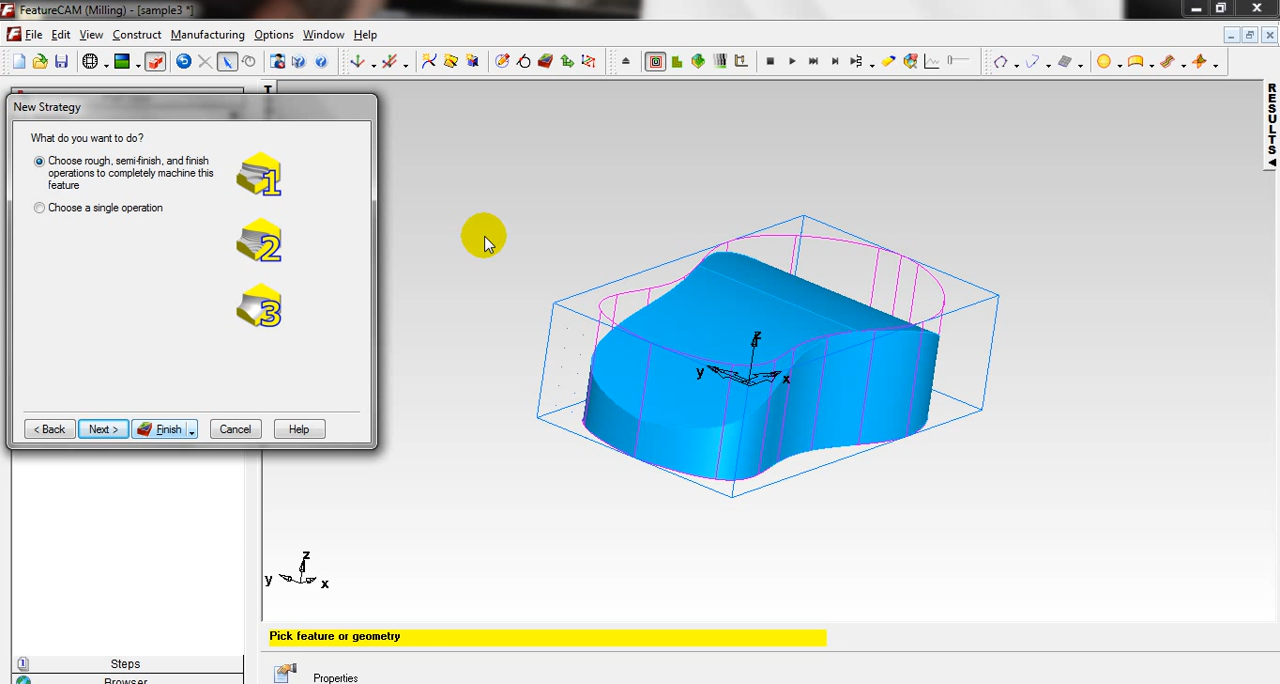 FeatureCAM (Milling) - [sample3 *]
File Edit View Construct Manufacturing Options Window Help
New Strategy
What do you want to do?
Choose rough, semi-finish, and finish
operations to completely machine this
feature
Choose a single operation
1
2
3
< Back Next > Finish Cancel Help
T
RESULTS
z
y
x
z
y
x
Pick feature or geometry
Steps
Browser
Properties